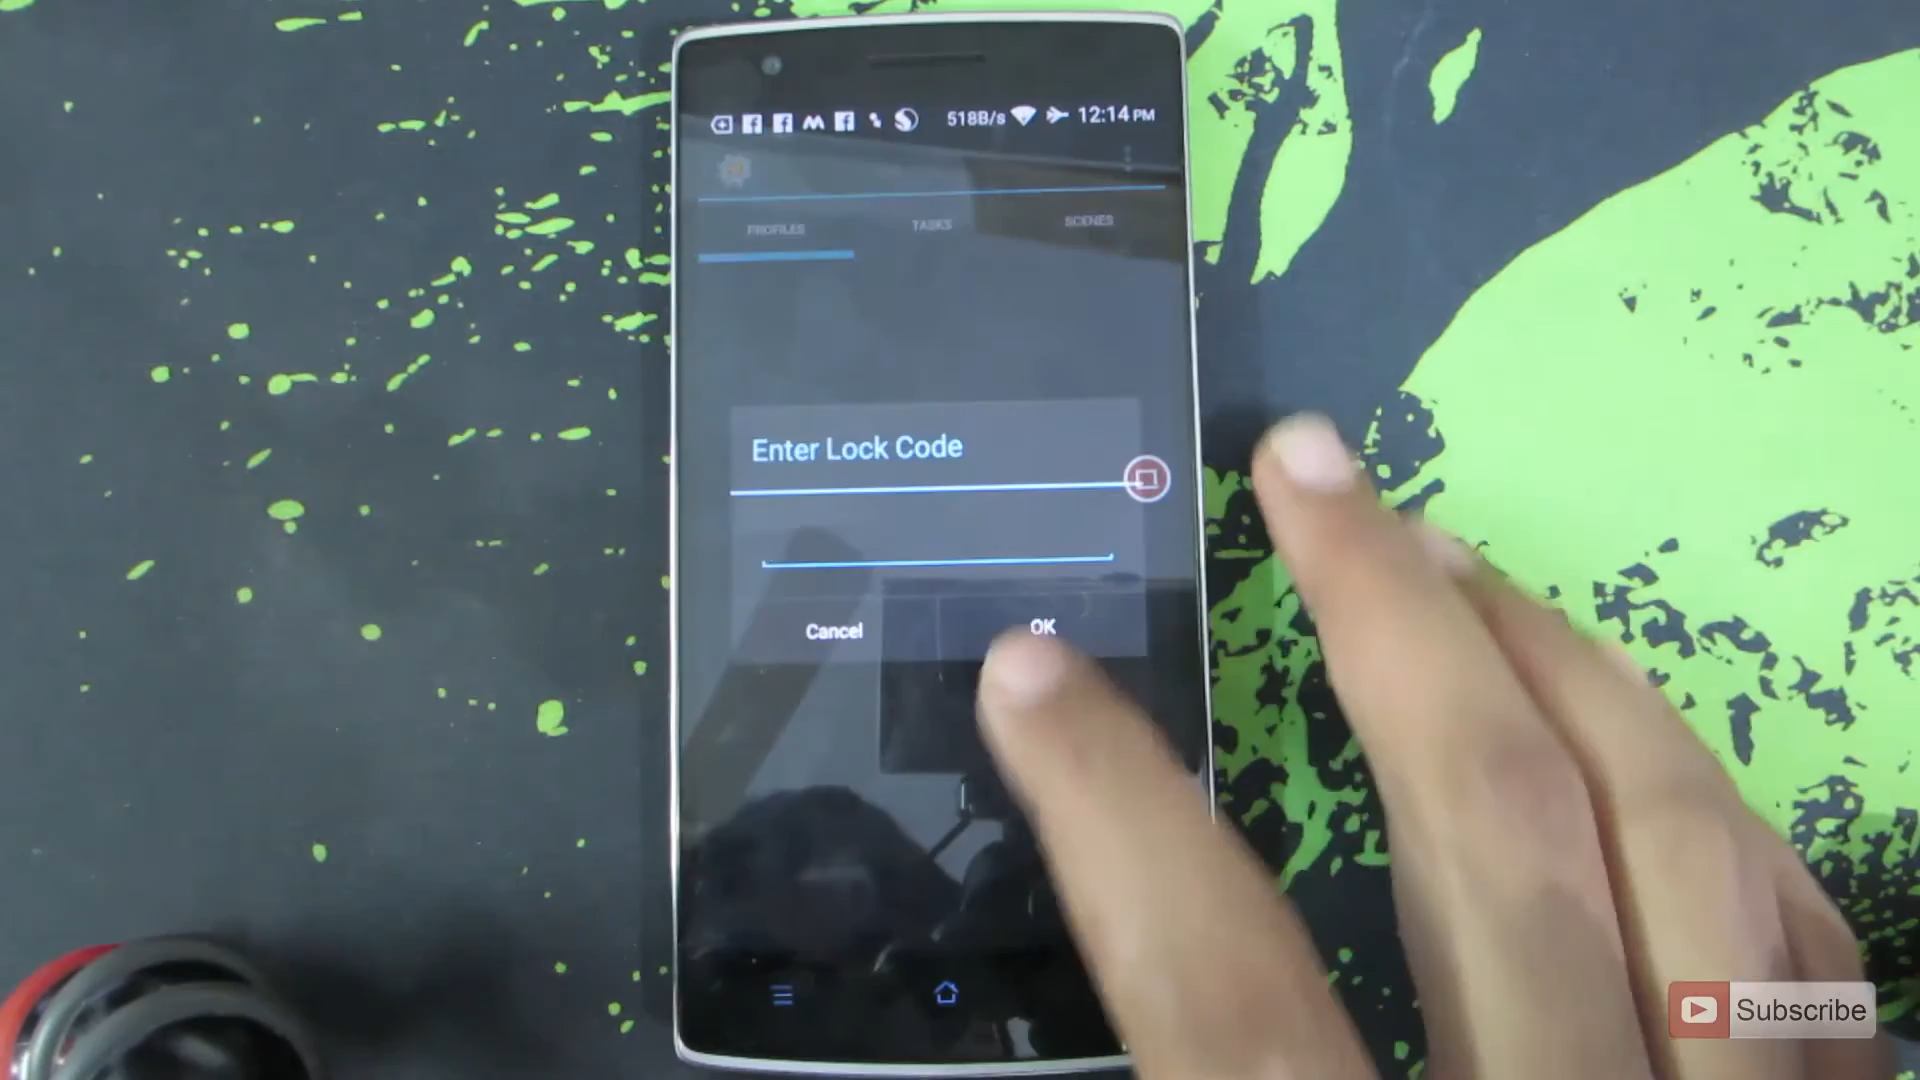 518B/s 12:14 PM
PROFILES TASKS SCENES
Enter Lock Code
Cancel OK
Subscribe